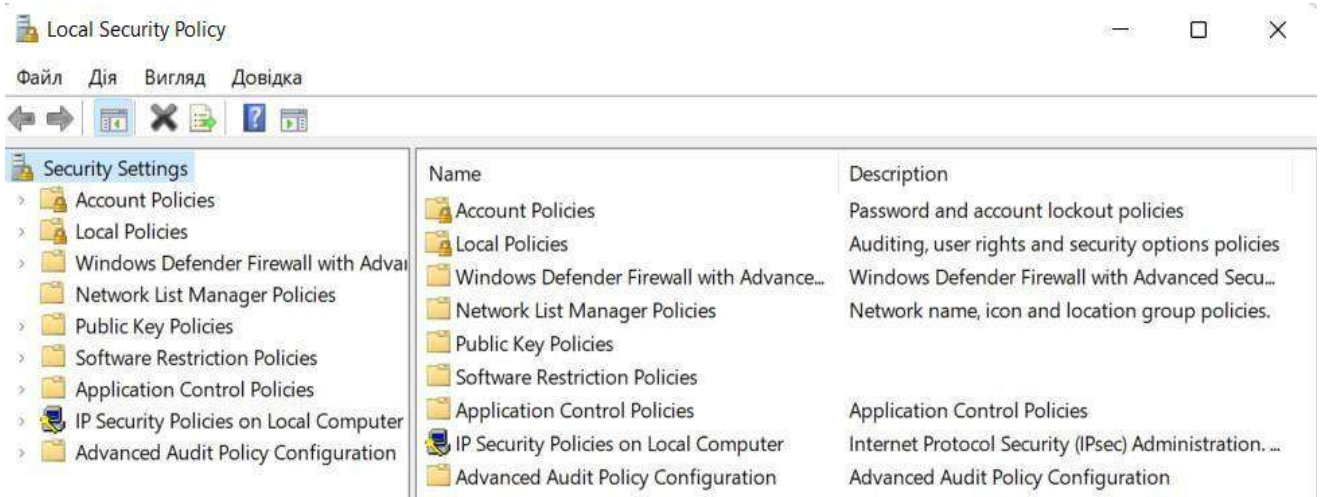 Local Security Policy
Файл Дія Вигляд Довідка
Security Settings
Account Policies
Local Policies
Windows Defender Firewall with Advar
Network List Manager Policies
Public Key Policies
Software Restriction Policies
Application Control Policies
IP Security Policies on Local Computer
Advanced Audit Policy Configuration
Name Description
Account Policies Password and account lockout policies
Local Policies Auditing, user rights and security options policies
Windows Defender Firewall with Advance... Windows Defender Firewall with Advanced Secu...
Network List Manager Policies Network name, icon and location group policies.
Public Key Policies
Software Restriction Policies
Application Control Policies Application Control Policies
IP Security Policies on Local Computer Internet Protocol Security (IPsec) Administration. ...
Advanced Audit Policy Configuration Advanced Audit Policy Configuration